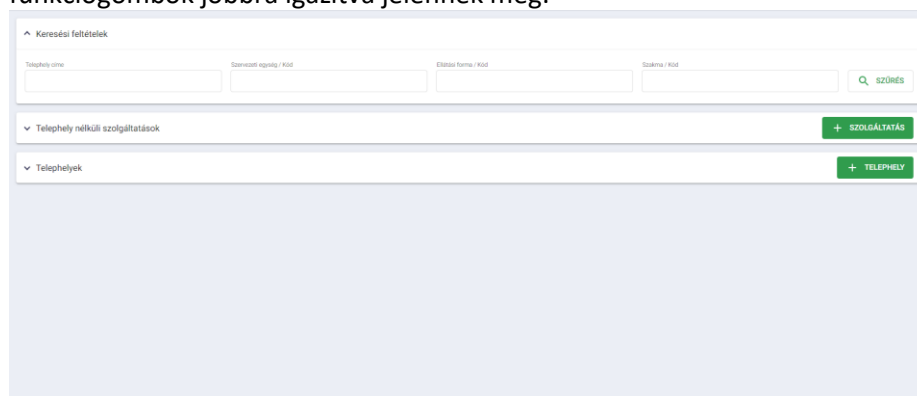 funkciógombok jobbra igazítva jelennek meg.
Keresési feltételek
Telephely címe
Szervezeti egység / Kód
Ellátási forma / Kód
Szakma / Kód
SZŰRÉS
Telephely nélküli szolgáltatások
+ SZOLGÁLTATÁS
Telephelyek
+ TELEPHELY